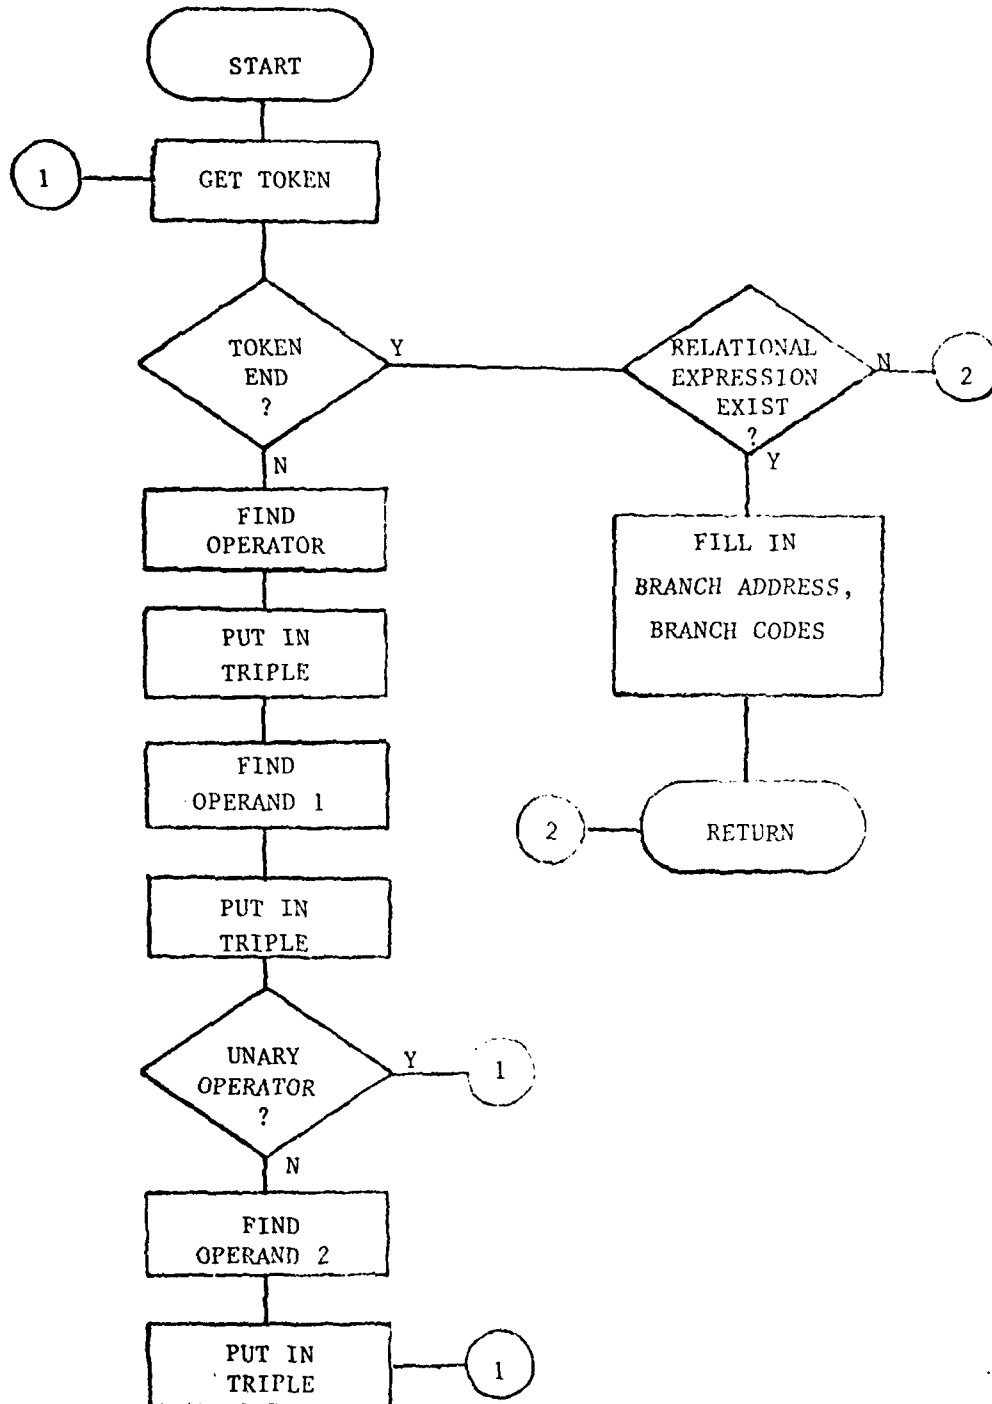 START
1
GET TOKEN
TOKEN
END
?
Y
N
RELATIONAL
EXPRESSION
EXIST
?
N
2
Y
FIND
OPERATOR
FILL IN
BRANCH ADDRESS,
BRANCH CODES
PUT IN
TRIPLE
FIND
OPERAND 1
2
RETURN
PUT IN
TRIPLE
UNARY
OPERATOR
?
Y
1
N
FIND
OPERAND 2
PUT IN
TRIPLE
1